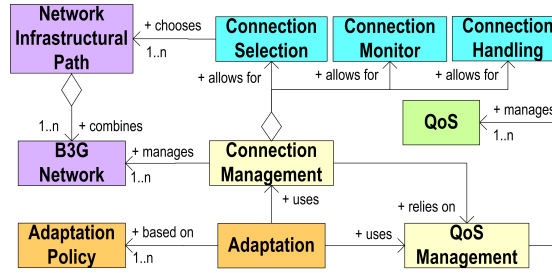 Network
Infrastructural
Path
+ chooses
1..n
Connection
Selection
Connection
Monitor
Connection
Handling
+ allows for
+ allows for
+ allows for
1..n
+ combines
QoS
+ manages
1..n
B3G
Network
+ manages
1..n
Connection
Management
+ uses
+ relies on
Adaptation
Policy
+ based on
1..n
Adaptation
+ uses
QoS
Management